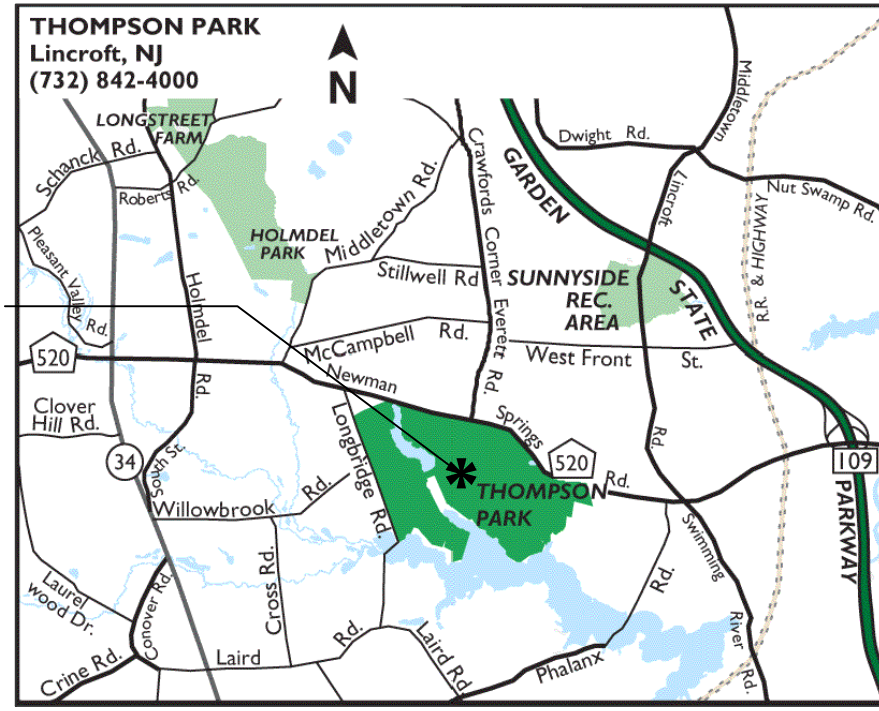 THOMPSON PARK
Lincroft, NJ
(732) 842-4000
N
LONGSTREET
FARM
Schanck Rd.
Roberts Rd.
Pleasant Valley
Rd.
HOLMDEL
PARK
Middletown Rd.
Stillwell Rd
Crawfords Corner Everett Rd.
GARDEN STATE PARKWAY
Dwight Rd.
Middletown
Lincroft Rd.
Nut Swamp Rd.
R.R. & HIGHWAY
SUNNYSIDE
REC.
AREA
Holmdel Rd.
520
McCampbell Rd.
West Front St.
Newman Springs Rd.
Clover
Hill Rd.
34
South St.
Longbridge Rd.
520
109
THOMPSON
PARK
Willowbrook Rd.
Swimming River Rd.
Laurel
wood Dr.
Conover Rd.
Cross Rd.
Crine Rd.
Laird Rd.
Laird Rd.
Phalanx Rd.